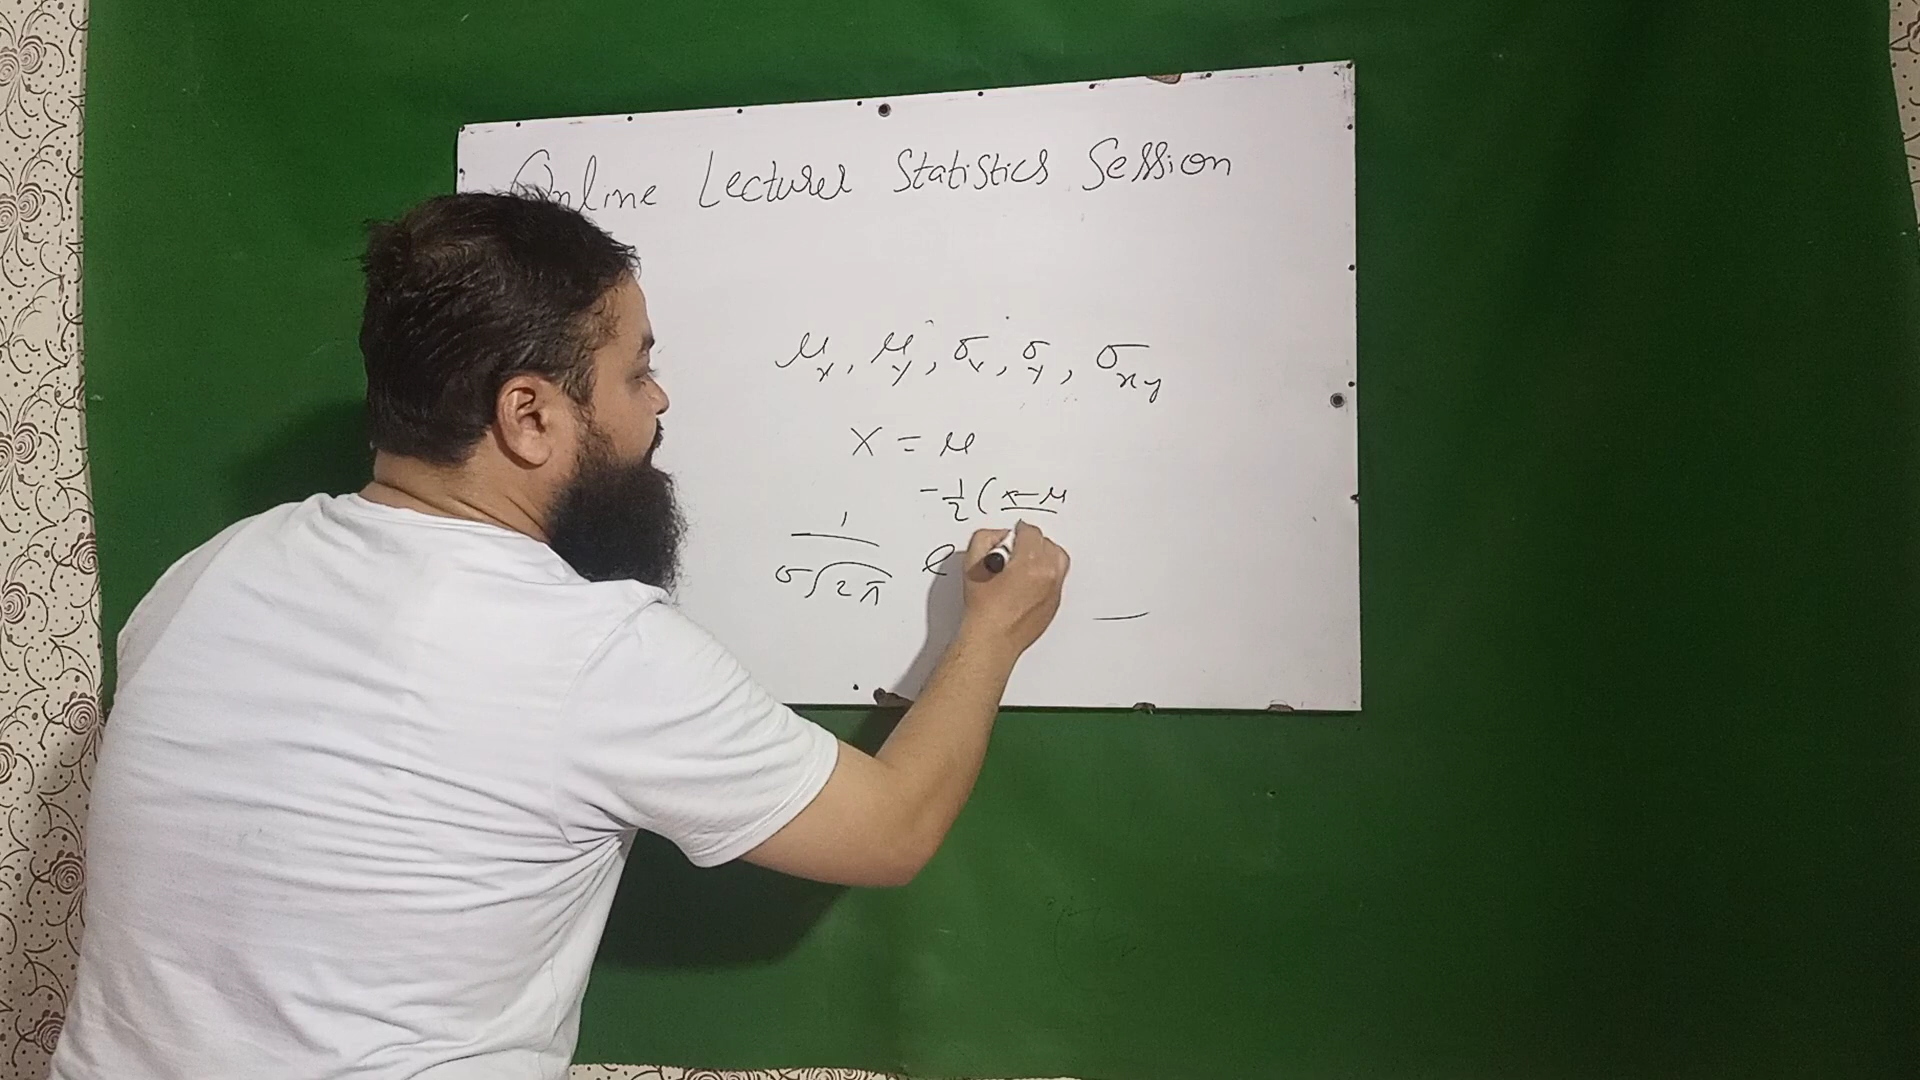 Online Lecturer Statistics Session
μx, μy, σx, σy, σxy
x = μ
-1/2 (x-μ
1
σ√2π e